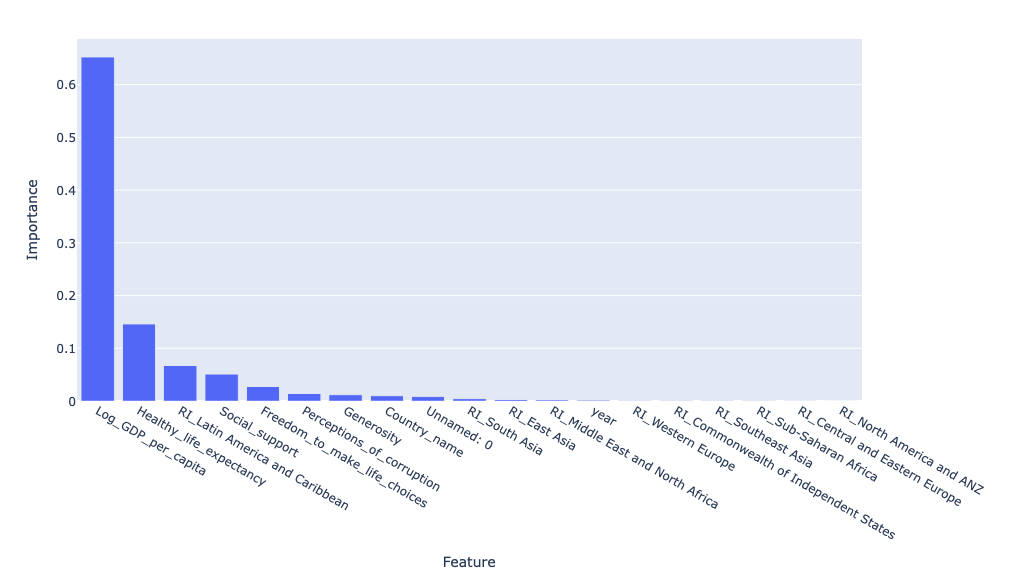 0.6
0.5
0.4
0.3
0.2
0.1
0
Importance
Log_GDP_per_capita
Healthy_life_expectancy
RI_Latin America and Caribbean
Social_support
Freedom_to_make_life_choices
Perceptions_of_corruption
Generosity
Country_name
Unnamed: 0
RI_South Asia
RI_East Asia
RI_Middle East and North Africa
year
RI_Western Europe
RI_Commonwealth of Independent States
RI_Southeast Asia
RI_Sub-Saharan Africa
RI_Central and Eastern Europe
RI_North America and ANZ
Feature